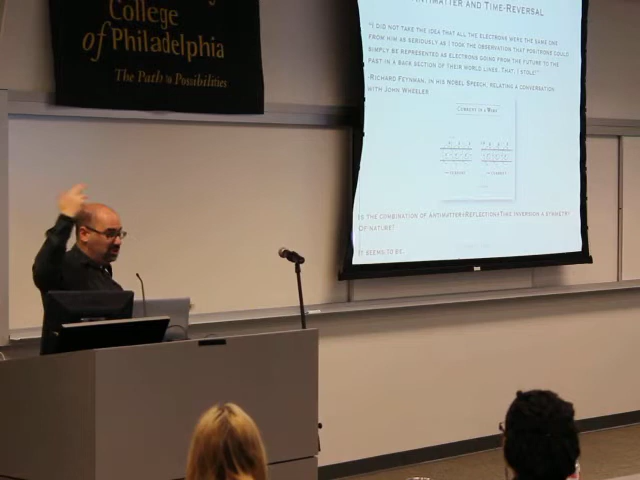 College
of Philadelphia
The Path to Possibilities
ANTIMATTER AND TIME-REVERSAL
"I DID NOT TAKE THE IDEA THAT ALL THE ELECTRONS WERE THE SAME ONE
FROM HIM AS SERIOUSLY AS I TOOK THE OBSERVATION THAT POSITRONS COULD
SIMPLY BE REPRESENTED AS ELECTRONS GOING FROM THE FUTURE TO THE
PAST IN A BACK SECTION OF THEIR WORLD LINES. THAT, I STOLE!"
-RICHARD FEYNMAN, IN HIS NOBEL SPEECH, RELATING A CONVERSATION
WITH JOHN WHEELER
CURRENT IN A WIRE
IS THE COMBINATION OF ANTIMATTER+REFLECTION+TIME INVERSION A SYMMETRY
OF NATURE?
IT SEEMS TO BE.